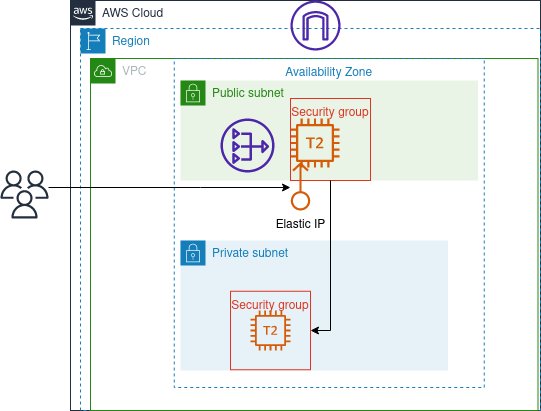 aws
AWS Cloud
Region
VPC
Availability Zone
Public subnet
Security group
T2
Elastic IP
Private subnet
Security group
T2